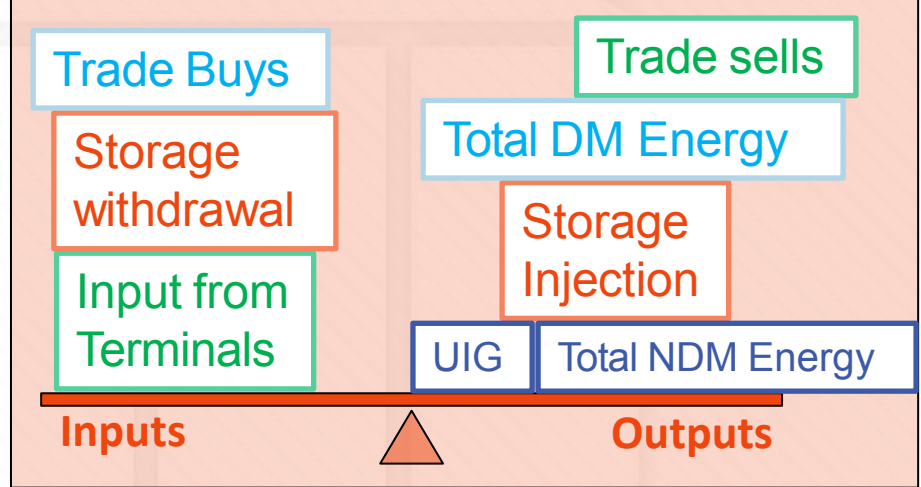 Trade Buys
Storage
withdrawal
Input from
Terminals
Trade sells
Total DM Energy
Storage
Injection
UIG
Total NDM Energy
Inputs
Outputs